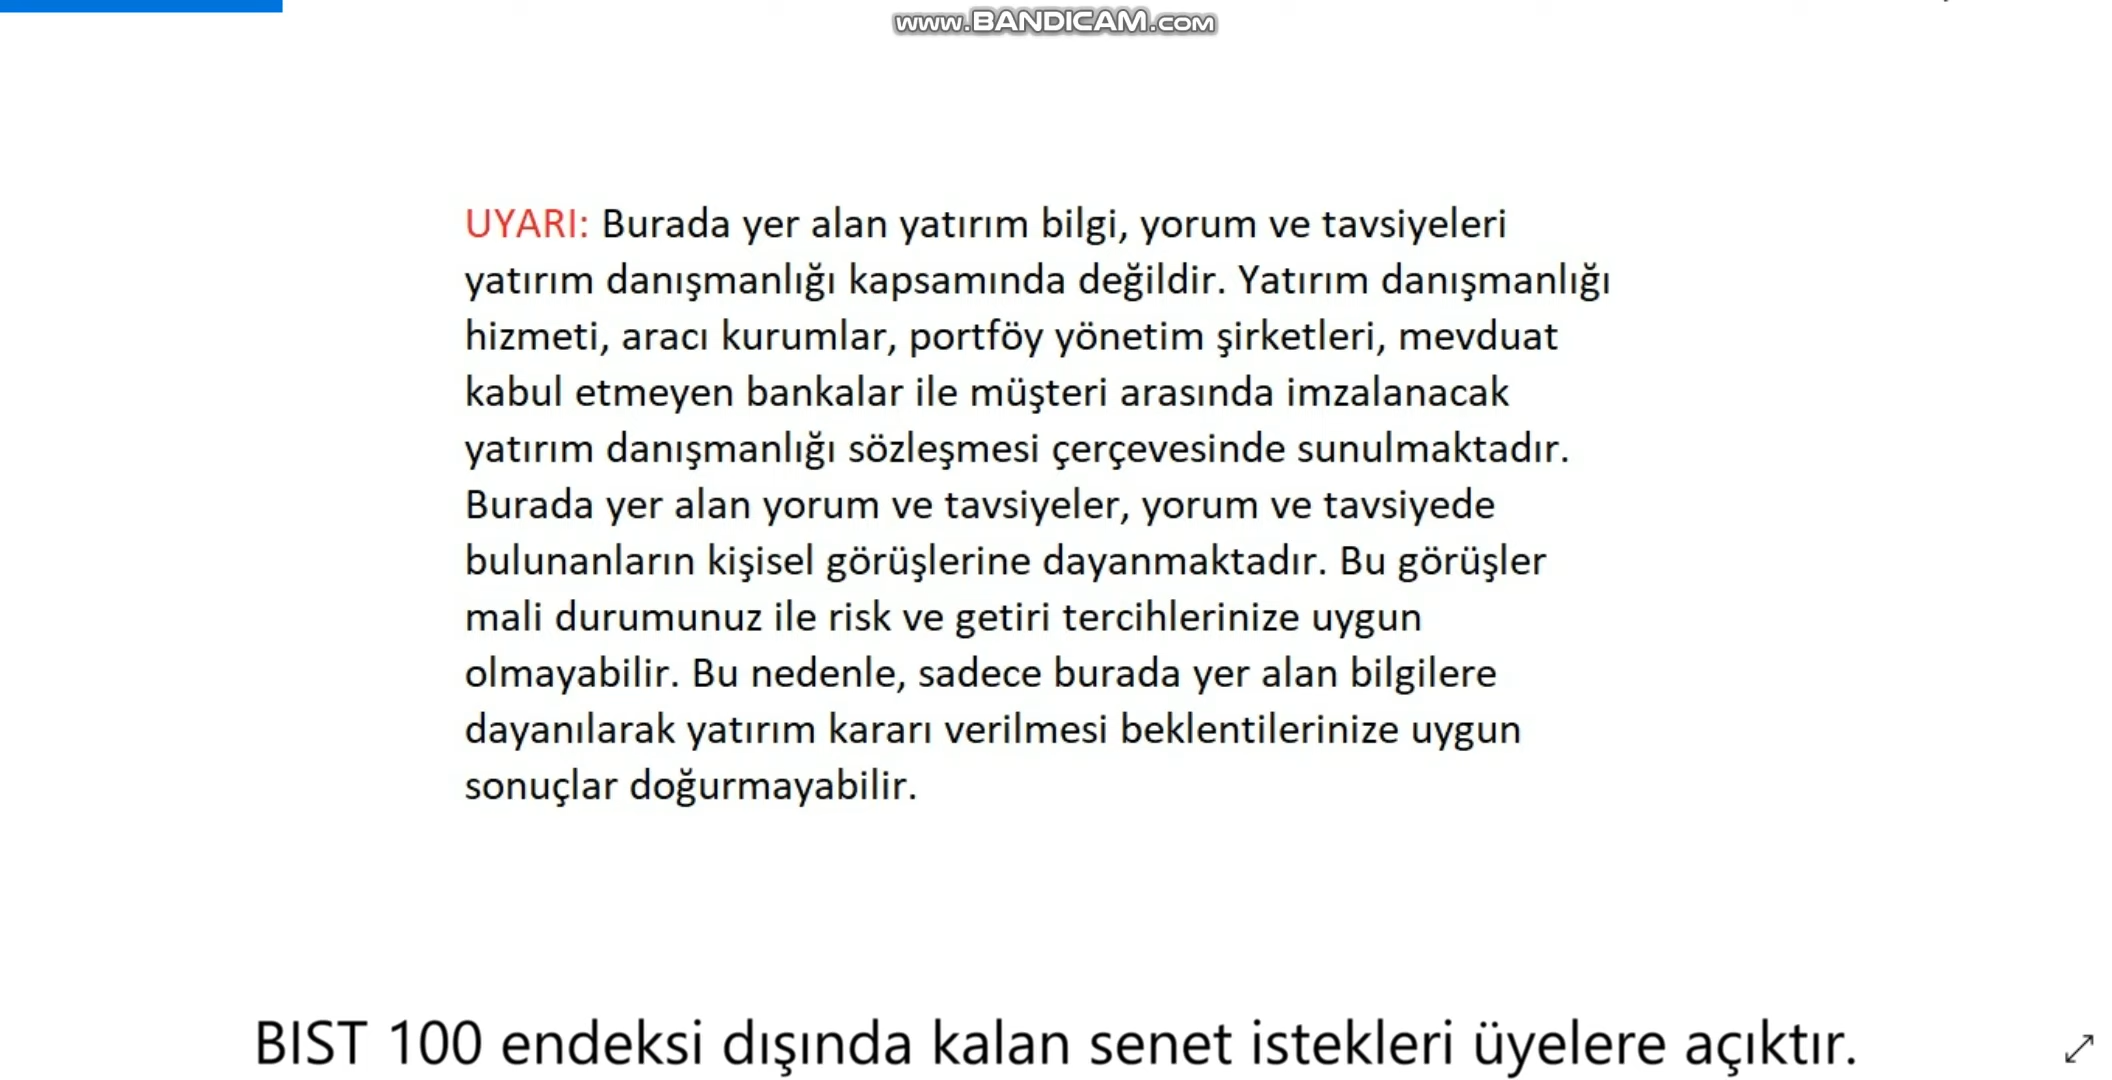 www.BANDICAM.com
UYARI: Burada yer alan yatırım bilgi, yorum ve tavsiyeleri
yatırım danışmanlığı kapsamında değildir. Yatırım danışmanlığı
hizmeti, aracı kurumlar, portföy yönetim şirketleri, mevduat
kabul etmeyen bankalar ile müşteri arasında imzalanacak
yatırım danışmanlığı sözleşmesi çerçevesinde sunulmaktadır.
Burada yer alan yorum ve tavsiyeler, yorum ve tavsiyede
bulunanların kişisel görüşlerine dayanmaktadır. Bu görüşler
mali durumunuz ile risk ve getiri tercihlerinize uygun
olmayabilir. Bu nedenle, sadece burada yer alan bilgilere
dayanılarak yatırım kararı verilmesi beklentilerinize uygun
sonuçlar doğurmayabilir.
BIST 100 endeksi dışında kalan senet istekleri üyelere açıktır.